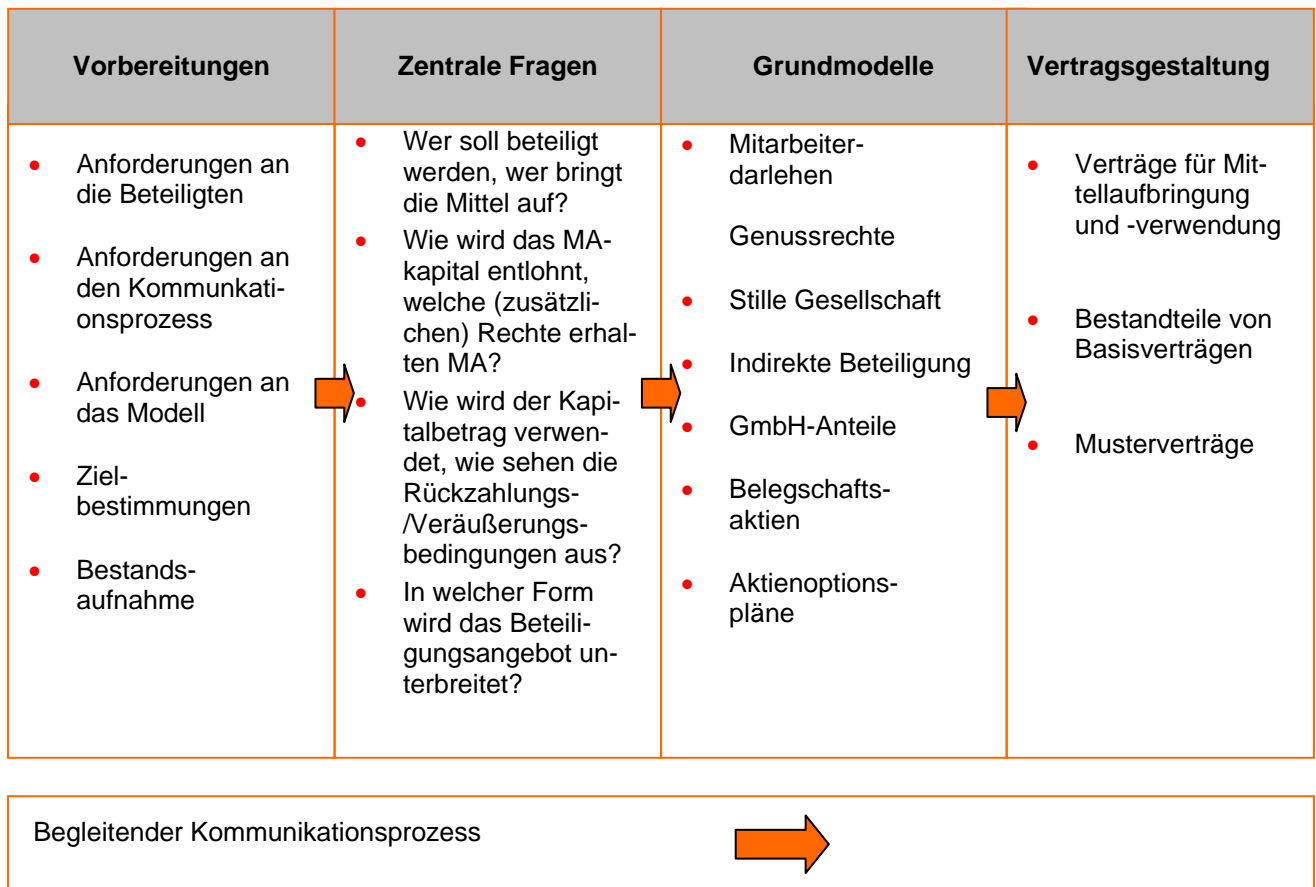 Vorbereitungen
Zentrale Fragen
Grundmodelle
Vertragsgestaltung
• Anforderungen an
die Beteiligten
• Anforderungen an
den Kommunkati-
onsprozess
• Anforderungen an
das Modell
• Ziel-
bestimmungen
• Bestands-
aufnahme
• Wer soll beteiligt
werden, wer bringt
die Mittel auf?
• Wie wird das MA-
kapital entlohnt,
welche (zusätzli-
chen) Rechte erhal-
ten MA?
• Wie wird der Kapi-
talbetrag verwen-
det, wie sehen die
Rückzahlungs-
/Veräußerungs-
bedingungen aus?
• In welcher Form
wird das Beteili-
gungsangebot un-
terbreitet?
• Mitarbeiter-
darlehen
Genussrechte
• Stille Gesellschaft
• Indirekte Beteiligung
• GmbH-Anteile
• Belegschafts-
aktien
• Aktienoptions-
pläne
• Verträge für Mit-
tellaufbringung
und -verwendung
• Bestandteile von
Basisverträgen
• Musterverträge
Begleitender Kommunikationsprozess